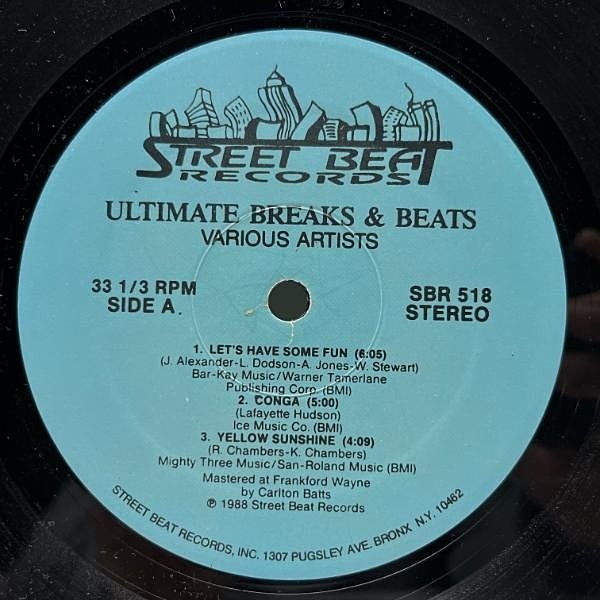 STREET BEAT
RECORDS
ULTIMATE BREAKS & BEATS
VARIOUS ARTISTS
33 1/3 RPM
SIDE A.
SBR 518
STEREO
1. LET'S HAVE SOME FUN (6:05)
(J. Alexander-L. Dodson-A. Jones-W. Stewart)
Bar-Kay Music/Warner Tamerlane
Publishing Corp. (BMI)
2. CONGA (5:00)
(Lafayette Hudson)
Ice Music Co. (BMI)
3. YELLOW SUNSHINE (4:09)
(R. Chambers-K. Chambers)
Mighty Three Music/San-Roland Music (BMI)
Mastered at Frankford Wayne
by Carlton Batts
℗ 1988 Street Beat Records
STREET BEAT RECORDS, INC. 1307 PUGSLEY AVE. BRONX N.Y. 10462